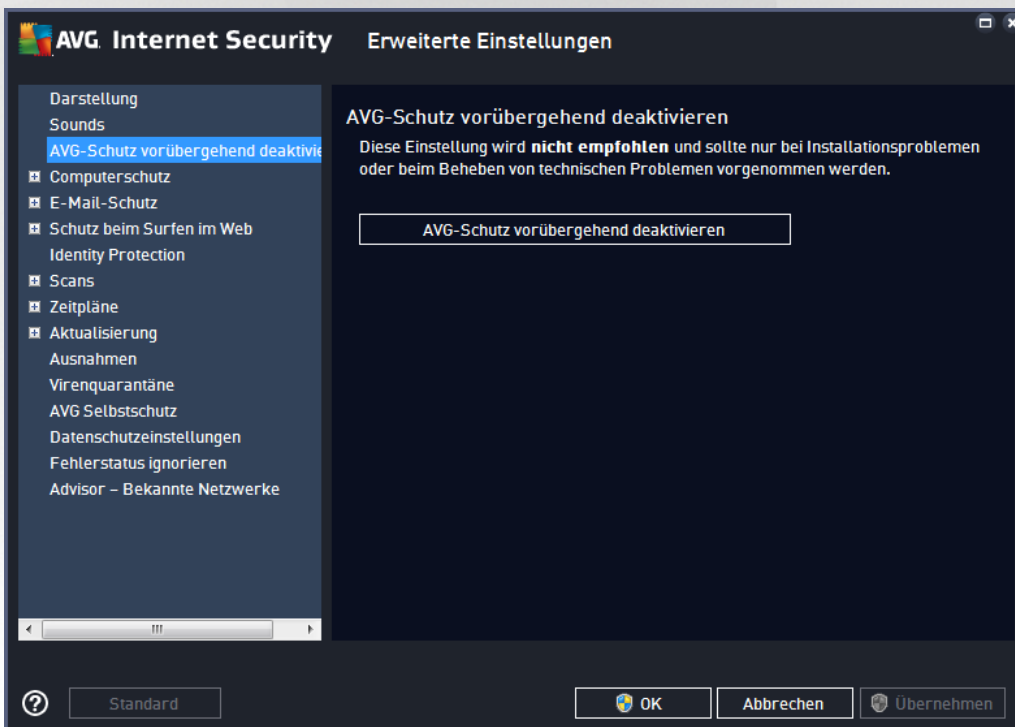 AVG Internet Security Erweiterte Einstellungen
Darstellung
Sounds
AVG-Schutz vorübergehend deaktivie
Computerschutz
E-Mail-Schutz
Schutz beim Surfen im Web
Identity Protection
Scans
Zeitpläne
Aktualisierung
Ausnahmen
Virenquarantäne
AVG Selbstschutz
Datenschutzeinstellungen
Fehlerstatus ignorieren
Advisor – Bekannte Netzwerke
AVG-Schutz vorübergehend deaktivieren
Diese Einstellung wird nicht empfohlen und sollte nur bei Installationsproblemen
oder beim Beheben von technischen Problemen vorgenommen werden.
AVG-Schutz vorübergehend deaktivieren
Standard
OK
Abbrechen
Übernehmen